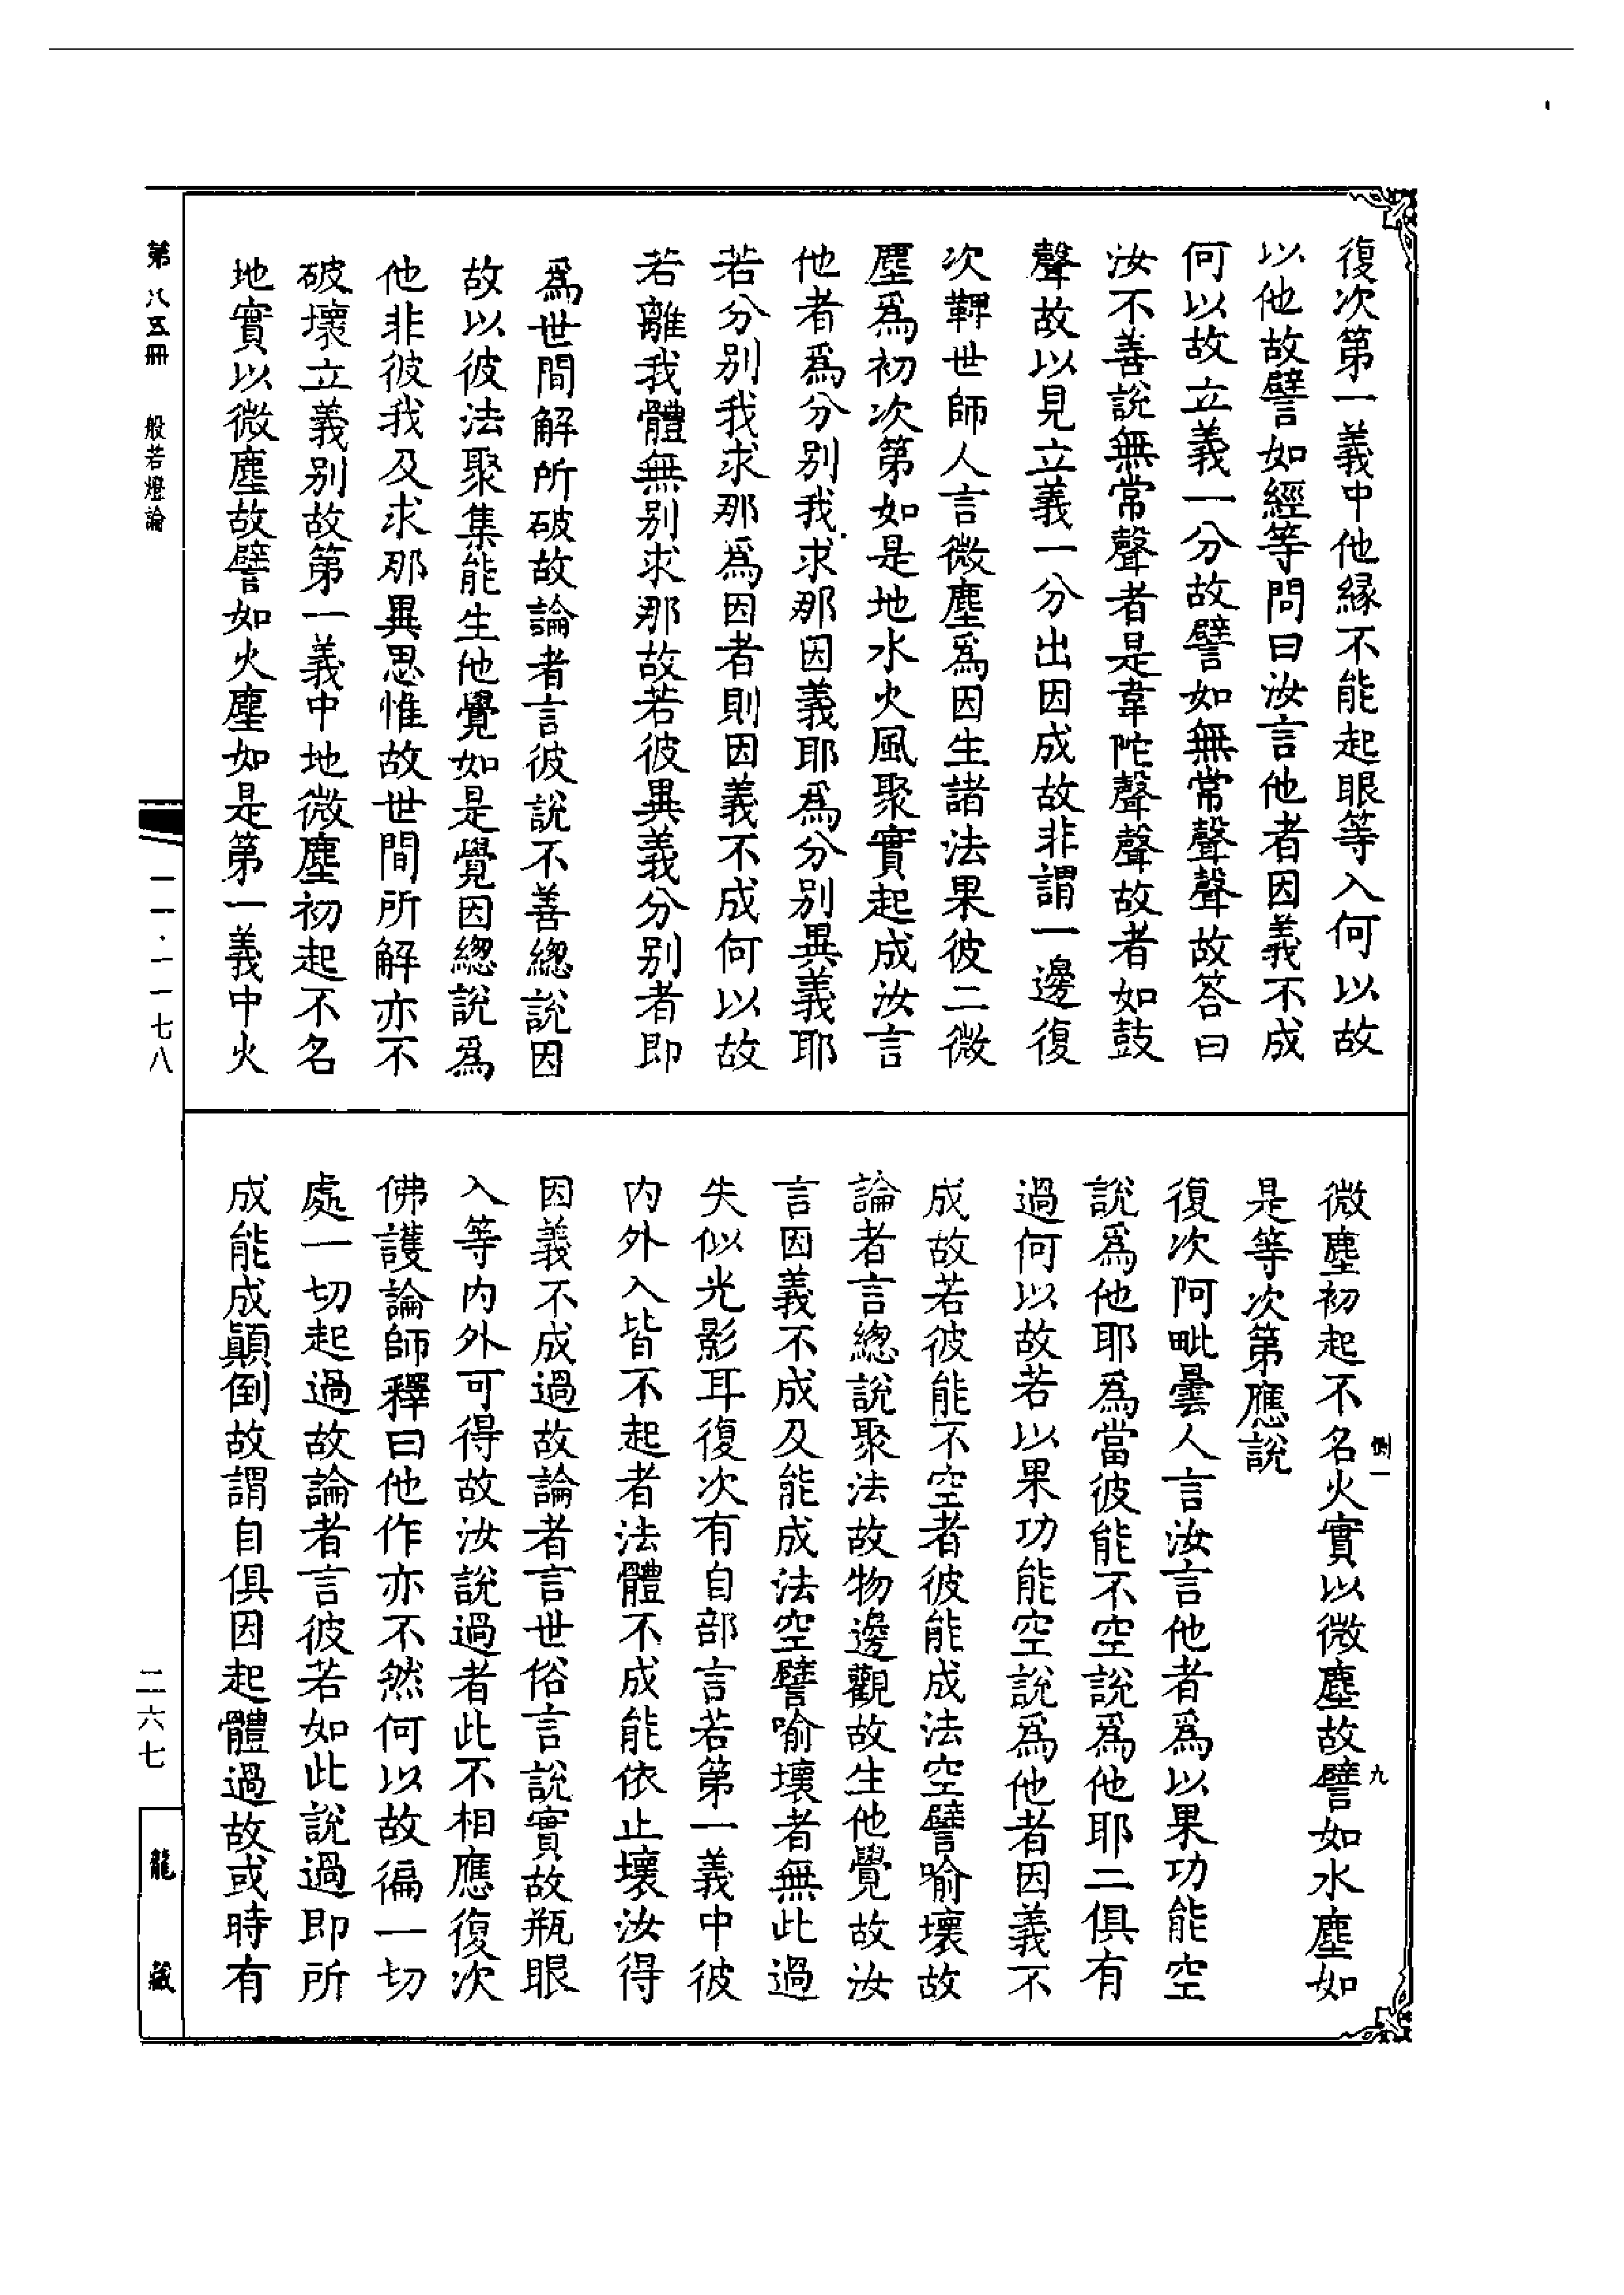 復次第一義中他緣不能起眼等入何以故
以他故譬如經等問曰汝言他者因義不成
何以故立義一分故譬如無常聲聲故答曰
汝不善說無常聲者是韋陀聲聲故者如鼓
聲故以見立義一分出因成故非謂一邊復
次鞞世師人言微塵為因生諸法果彼二微
塵為初次第如是地水火風聚實起成汝言
他者為分別我求那因義耶為分別異義耶
若分別我求那為因者則因義不成何以故
若離我體無別求那故若彼異義分別者即
為世間解所破故論者言彼說不善總說因
故以彼法聚集能生他覺如是覺因總說為
他非彼我及求那異思惟故世間所解亦不
破壞立義別故第一義中地微塵初起不名
地實以微塵故譬如火塵如是第一義中火
微塵初起不名火實以微塵故譬如水塵如
是等次第應說
復次阿毗曇人言汝言他者為以果功能空
說為他耶為當彼能不空說為他耶二俱有
過何以故若以果功能空說為他者因義不
成故若彼能不空者彼能成法空譬喻壞故
論者言總說聚法故物邊觀故生他覺故汝
言因義不成及能成法空譬喻壞者無此過
失似光影耳復次有自部言若第一義中彼
內外入皆不起者法體不成能依止壞汝得
因義不成過故論者言世俗言說實故瓶眼
入等內外可得故汝說過者此不相應復次
佛護論師釋曰他作亦不然何以故徧一切
處一切起過故論者言彼若如此說過即所
成能成顛倒故謂自俱因起體過故或時有
倒一
九
第八五冊 般若燈論
一一·一一七八
二六七
龍藏